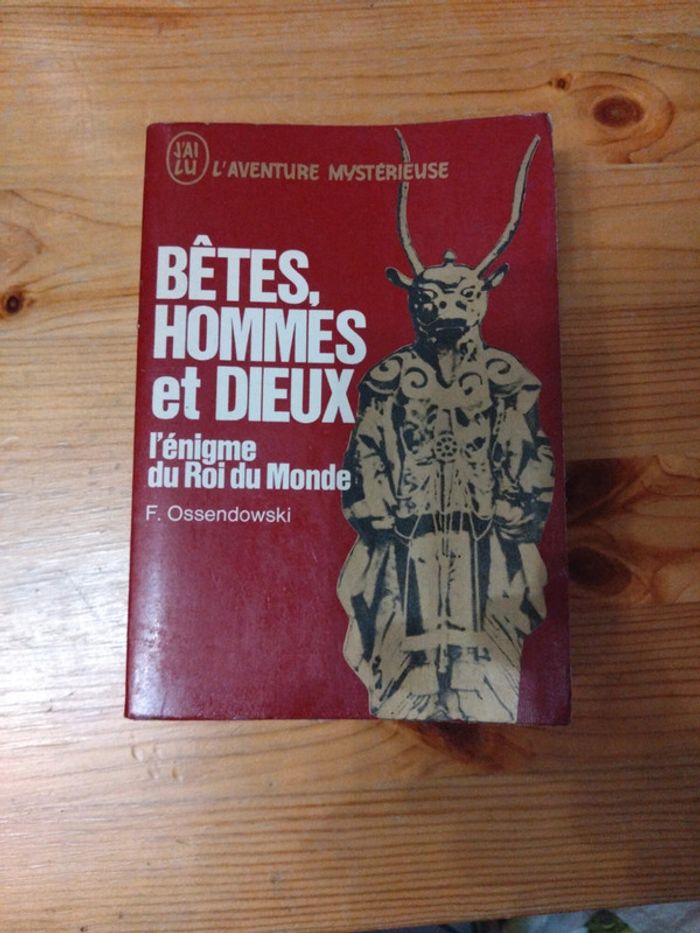 J'AI
LU
L'AVENTURE MYSTÉRIEUSE
BÊTES,
HOMMES
et DIEUX
l'énigme
du Roi du Monde
F. Ossendowski